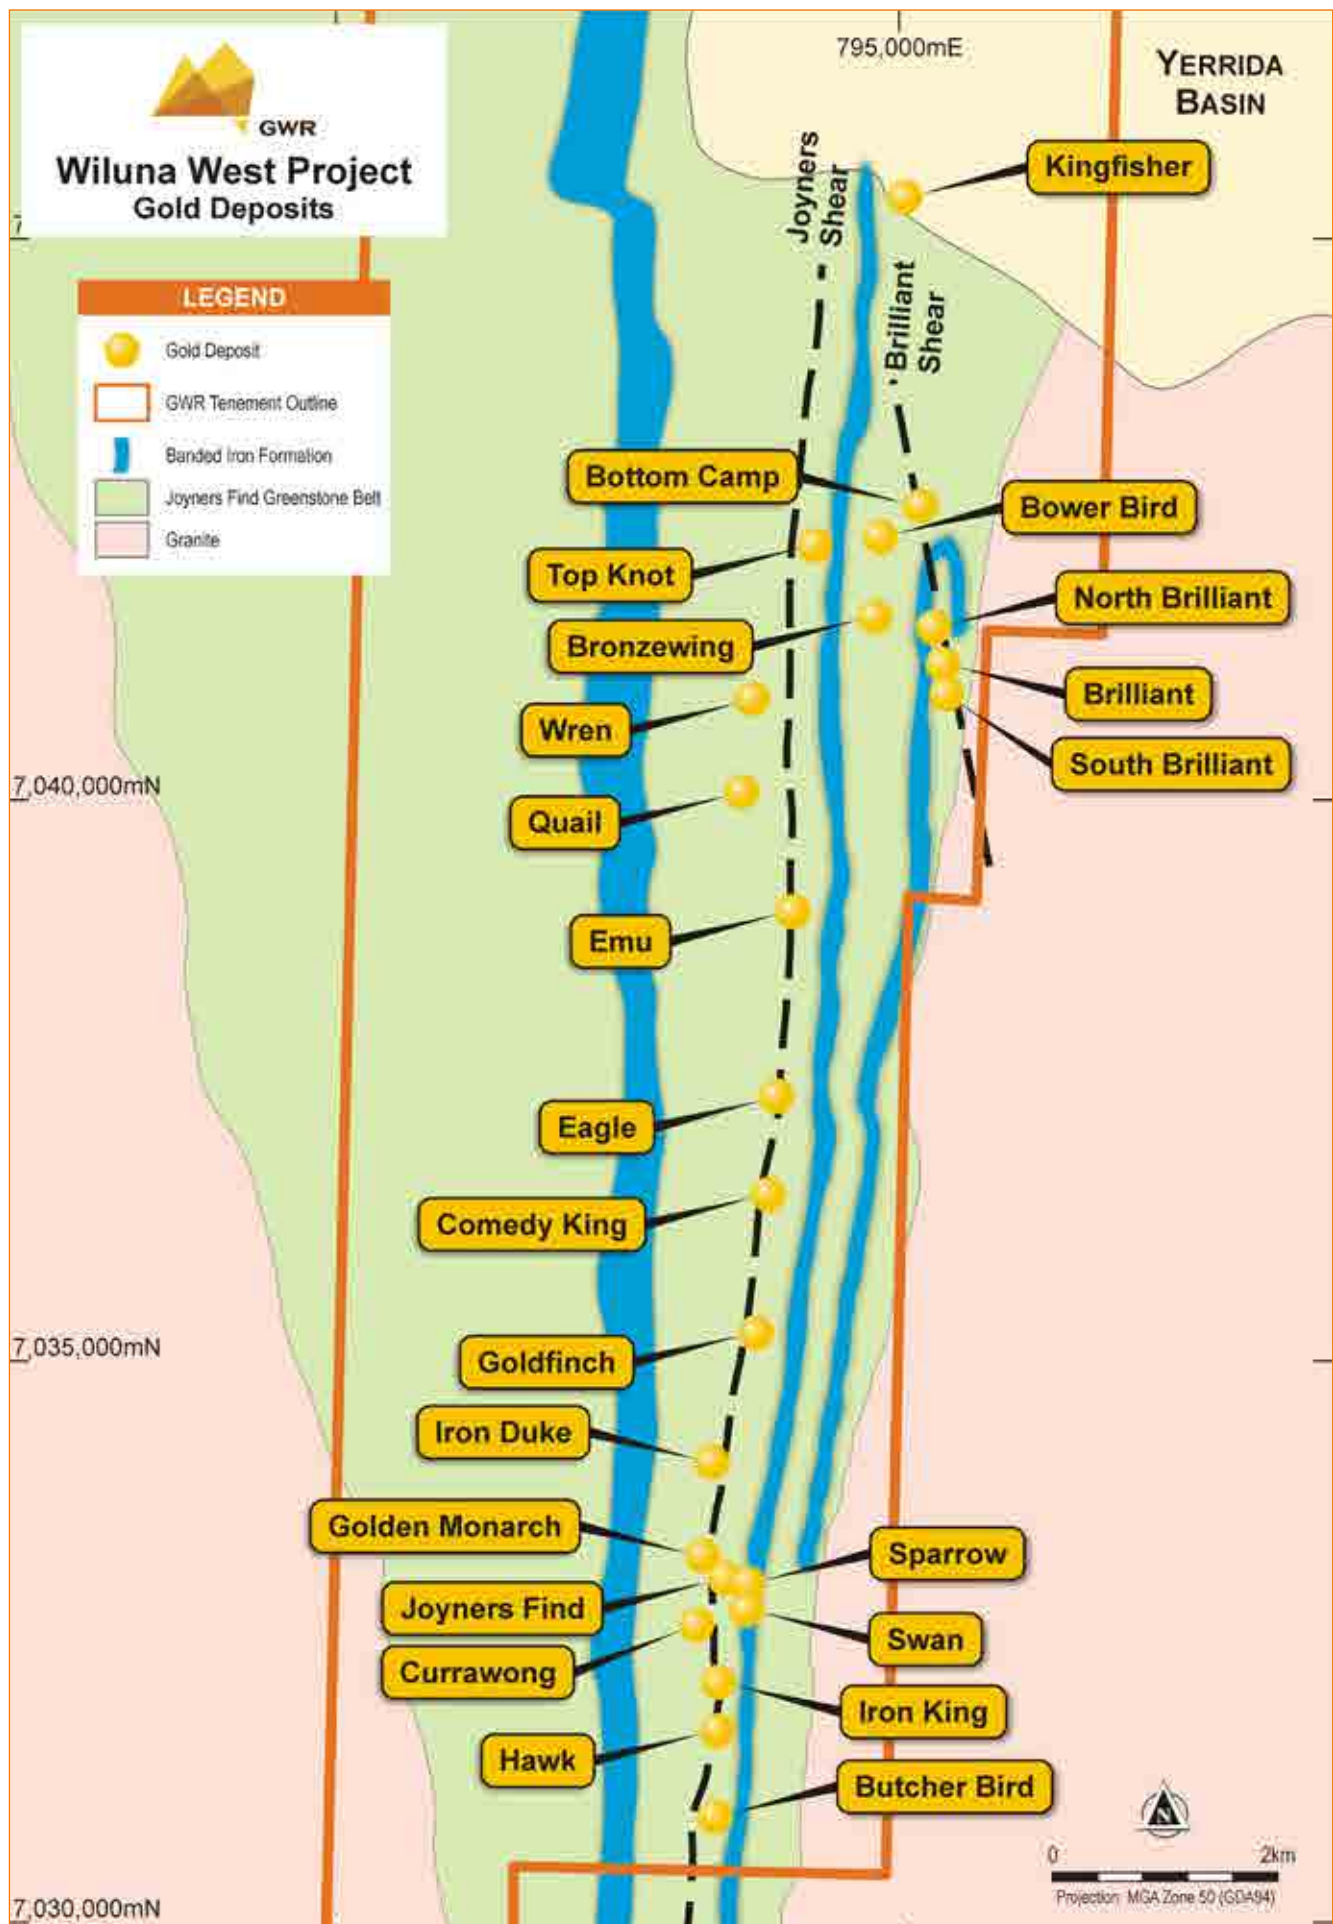 795,000mE
YERRIDA
BASIN
GWR
Wiluna West Project
Gold Deposits
Kingfisher
Joyners
Shear
Brilliant
Shear
LEGEND
Gold Deposit
GWR Tenement Outline
Banded Iron Formation
Joyners Find Greenstone Belt
Granite
Bottom Camp
Bower Bird
Top Knot
North Brilliant
Bronzewing
Brilliant
Wren
South Brilliant
7,040,000mN
Quail
Emu
Eagle
Comedy King
7,035,000mN
Goldfinch
Iron Duke
Golden Monarch
Sparrow
Joyners Find
Swan
Currawong
Iron King
Hawk
Butcher Bird
N
0 2km
Projection: MGA Zone 50 (GDA94)
7,030,000mN